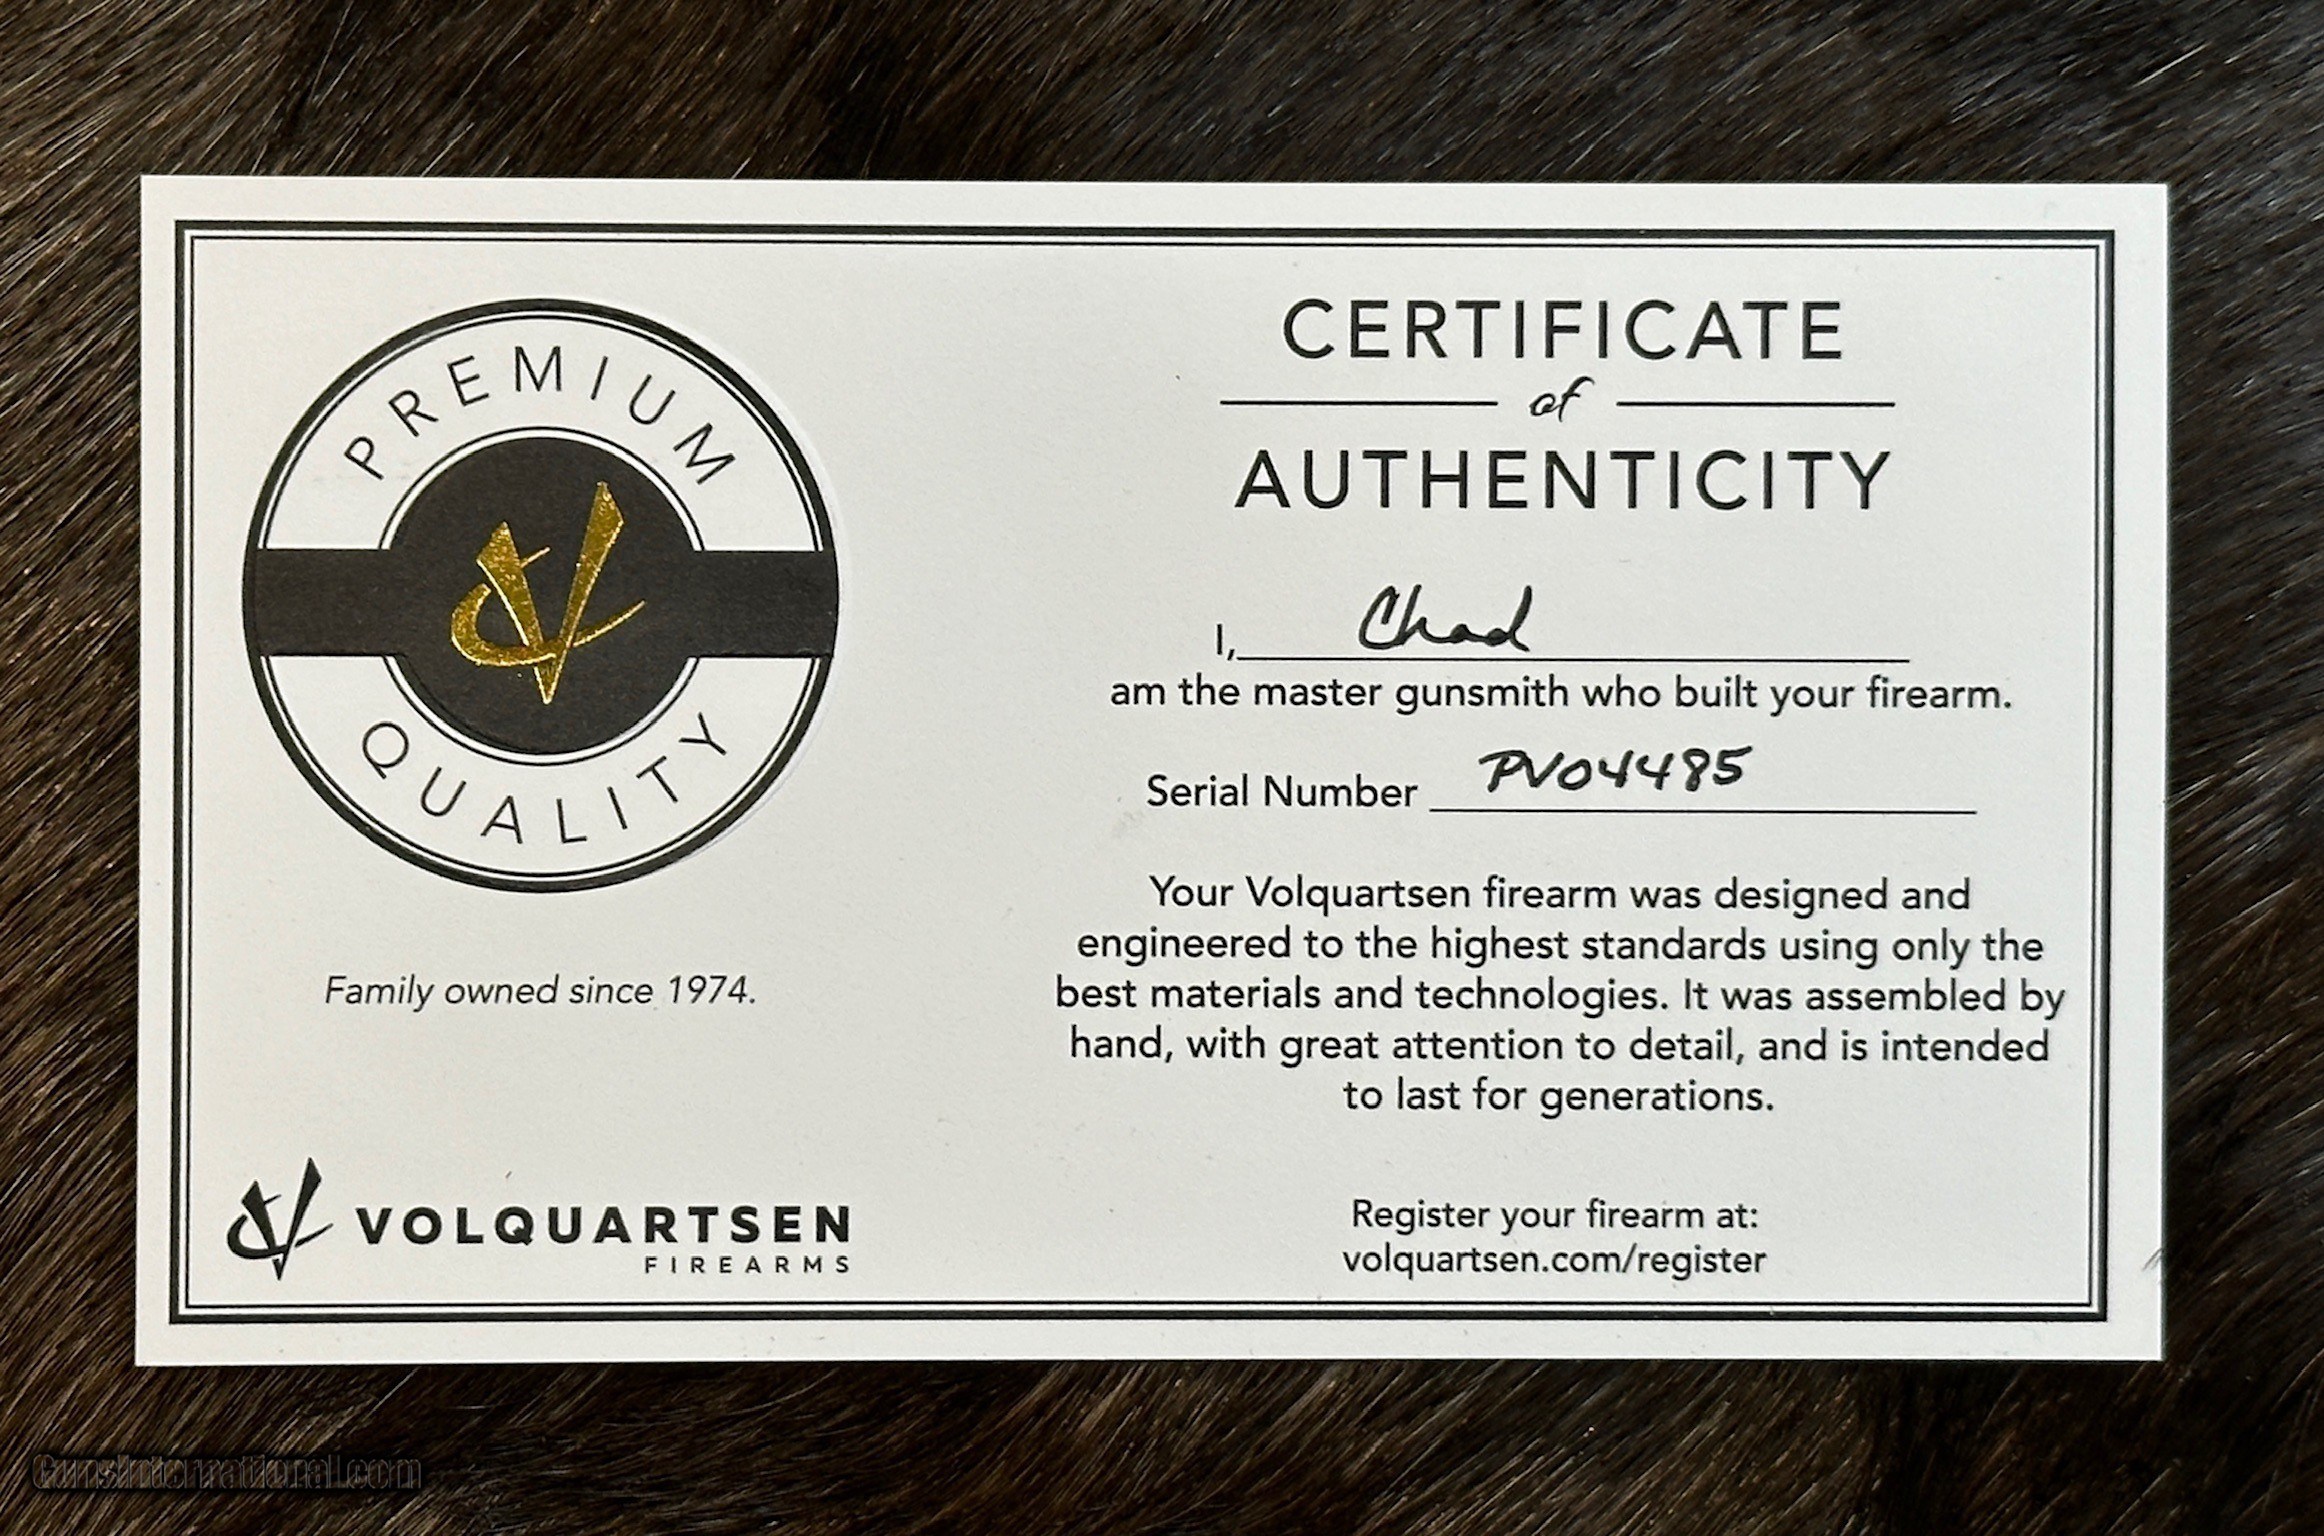 PREMIUM
QUALITY
Family owned since 1974.
VOLQUARTSEN
FIREARMS
CERTIFICATE
of
AUTHENTICITY
I, Chad
am the master gunsmith who built your firearm.
Serial Number PV04485
Your Volquartsen firearm was designed and
engineered to the highest standards using only the
best materials and technologies. It was assembled by
hand, with great attention to detail, and is intended
to last for generations.
Register your firearm at:
volquartsen.com/register
GunsInternational.com